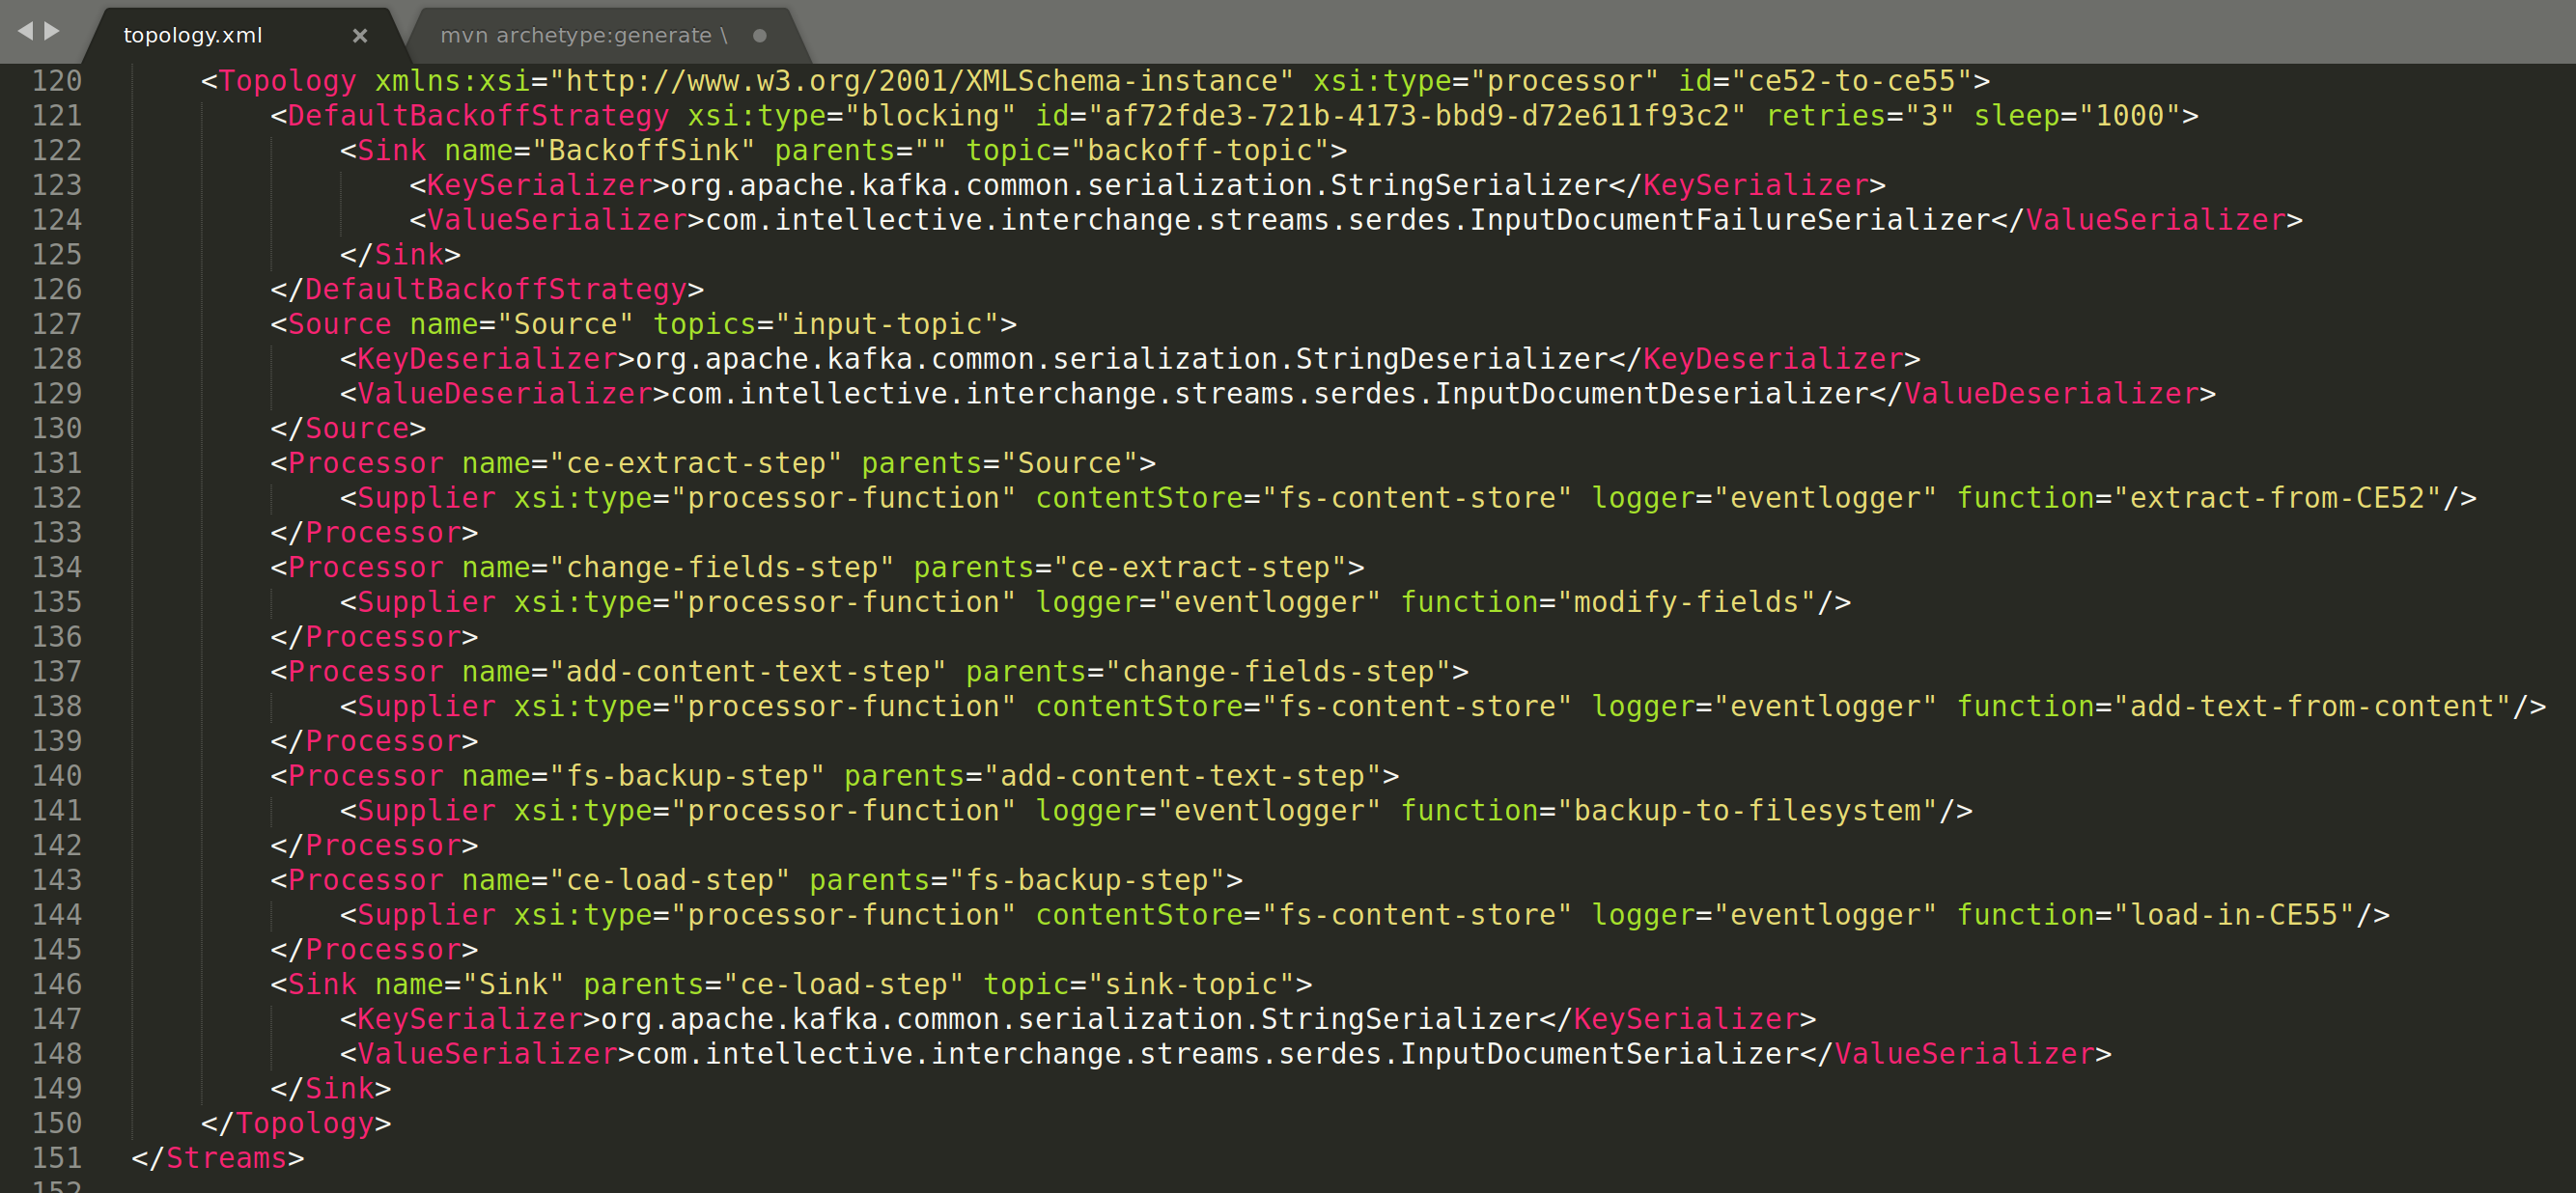 topology.xml ×
mvn archetype:generate \
120 <Topology xmlns:xsi="http://www.w3.org/2001/XMLSchema-instance" xsi:type="processor" id="ce52-to-ce55">
121 <DefaultBackoffStrategy xsi:type="blocking" id="af72fde3-721b-4173-bbd9-d72e611f93c2" retries="3" sleep="1000">
122 <Sink name="BackoffSink" parents="" topic="backoff-topic">
123 <KeySerializer>org.apache.kafka.common.serialization.StringSerializer</KeySerializer>
124 <ValueSerializer>com.intellective.interchange.streams.serdes.InputDocumentFailureSerializer</ValueSerializer>
125 </Sink>
126 </DefaultBackoffStrategy>
127 <Source name="Source" topics="input-topic">
128 <KeyDeserializer>org.apache.kafka.common.serialization.StringDeserializer</KeyDeserializer>
129 <ValueDeserializer>com.intellective.interchange.streams.serdes.InputDocumentDeserializer</ValueDeserializer>
130 </Source>
131 <Processor name="ce-extract-step" parents="Source">
132 <Supplier xsi:type="processor-function" contentStore="fs-content-store" logger="eventlogger" function="extract-from-CE52"/>
133 </Processor>
134 <Processor name="change-fields-step" parents="ce-extract-step">
135 <Supplier xsi:type="processor-function" logger="eventlogger" function="modify-fields"/>
136 </Processor>
137 <Processor name="add-content-text-step" parents="change-fields-step">
138 <Supplier xsi:type="processor-function" contentStore="fs-content-store" logger="eventlogger" function="add-text-from-content"/>
139 </Processor>
140 <Processor name="fs-backup-step" parents="add-content-text-step">
141 <Supplier xsi:type="processor-function" logger="eventlogger" function="backup-to-filesystem"/>
142 </Processor>
143 <Processor name="ce-load-step" parents="fs-backup-step">
144 <Supplier xsi:type="processor-function" contentStore="fs-content-store" logger="eventlogger" function="load-in-CE55"/>
145 </Processor>
146 <Sink name="Sink" parents="ce-load-step" topic="sink-topic">
147 <KeySerializer>org.apache.kafka.common.serialization.StringSerializer</KeySerializer>
148 <ValueSerializer>com.intellective.interchange.streams.serdes.InputDocumentSerializer</ValueSerializer>
149 </Sink>
150 </Topology>
151 </Streams>
152